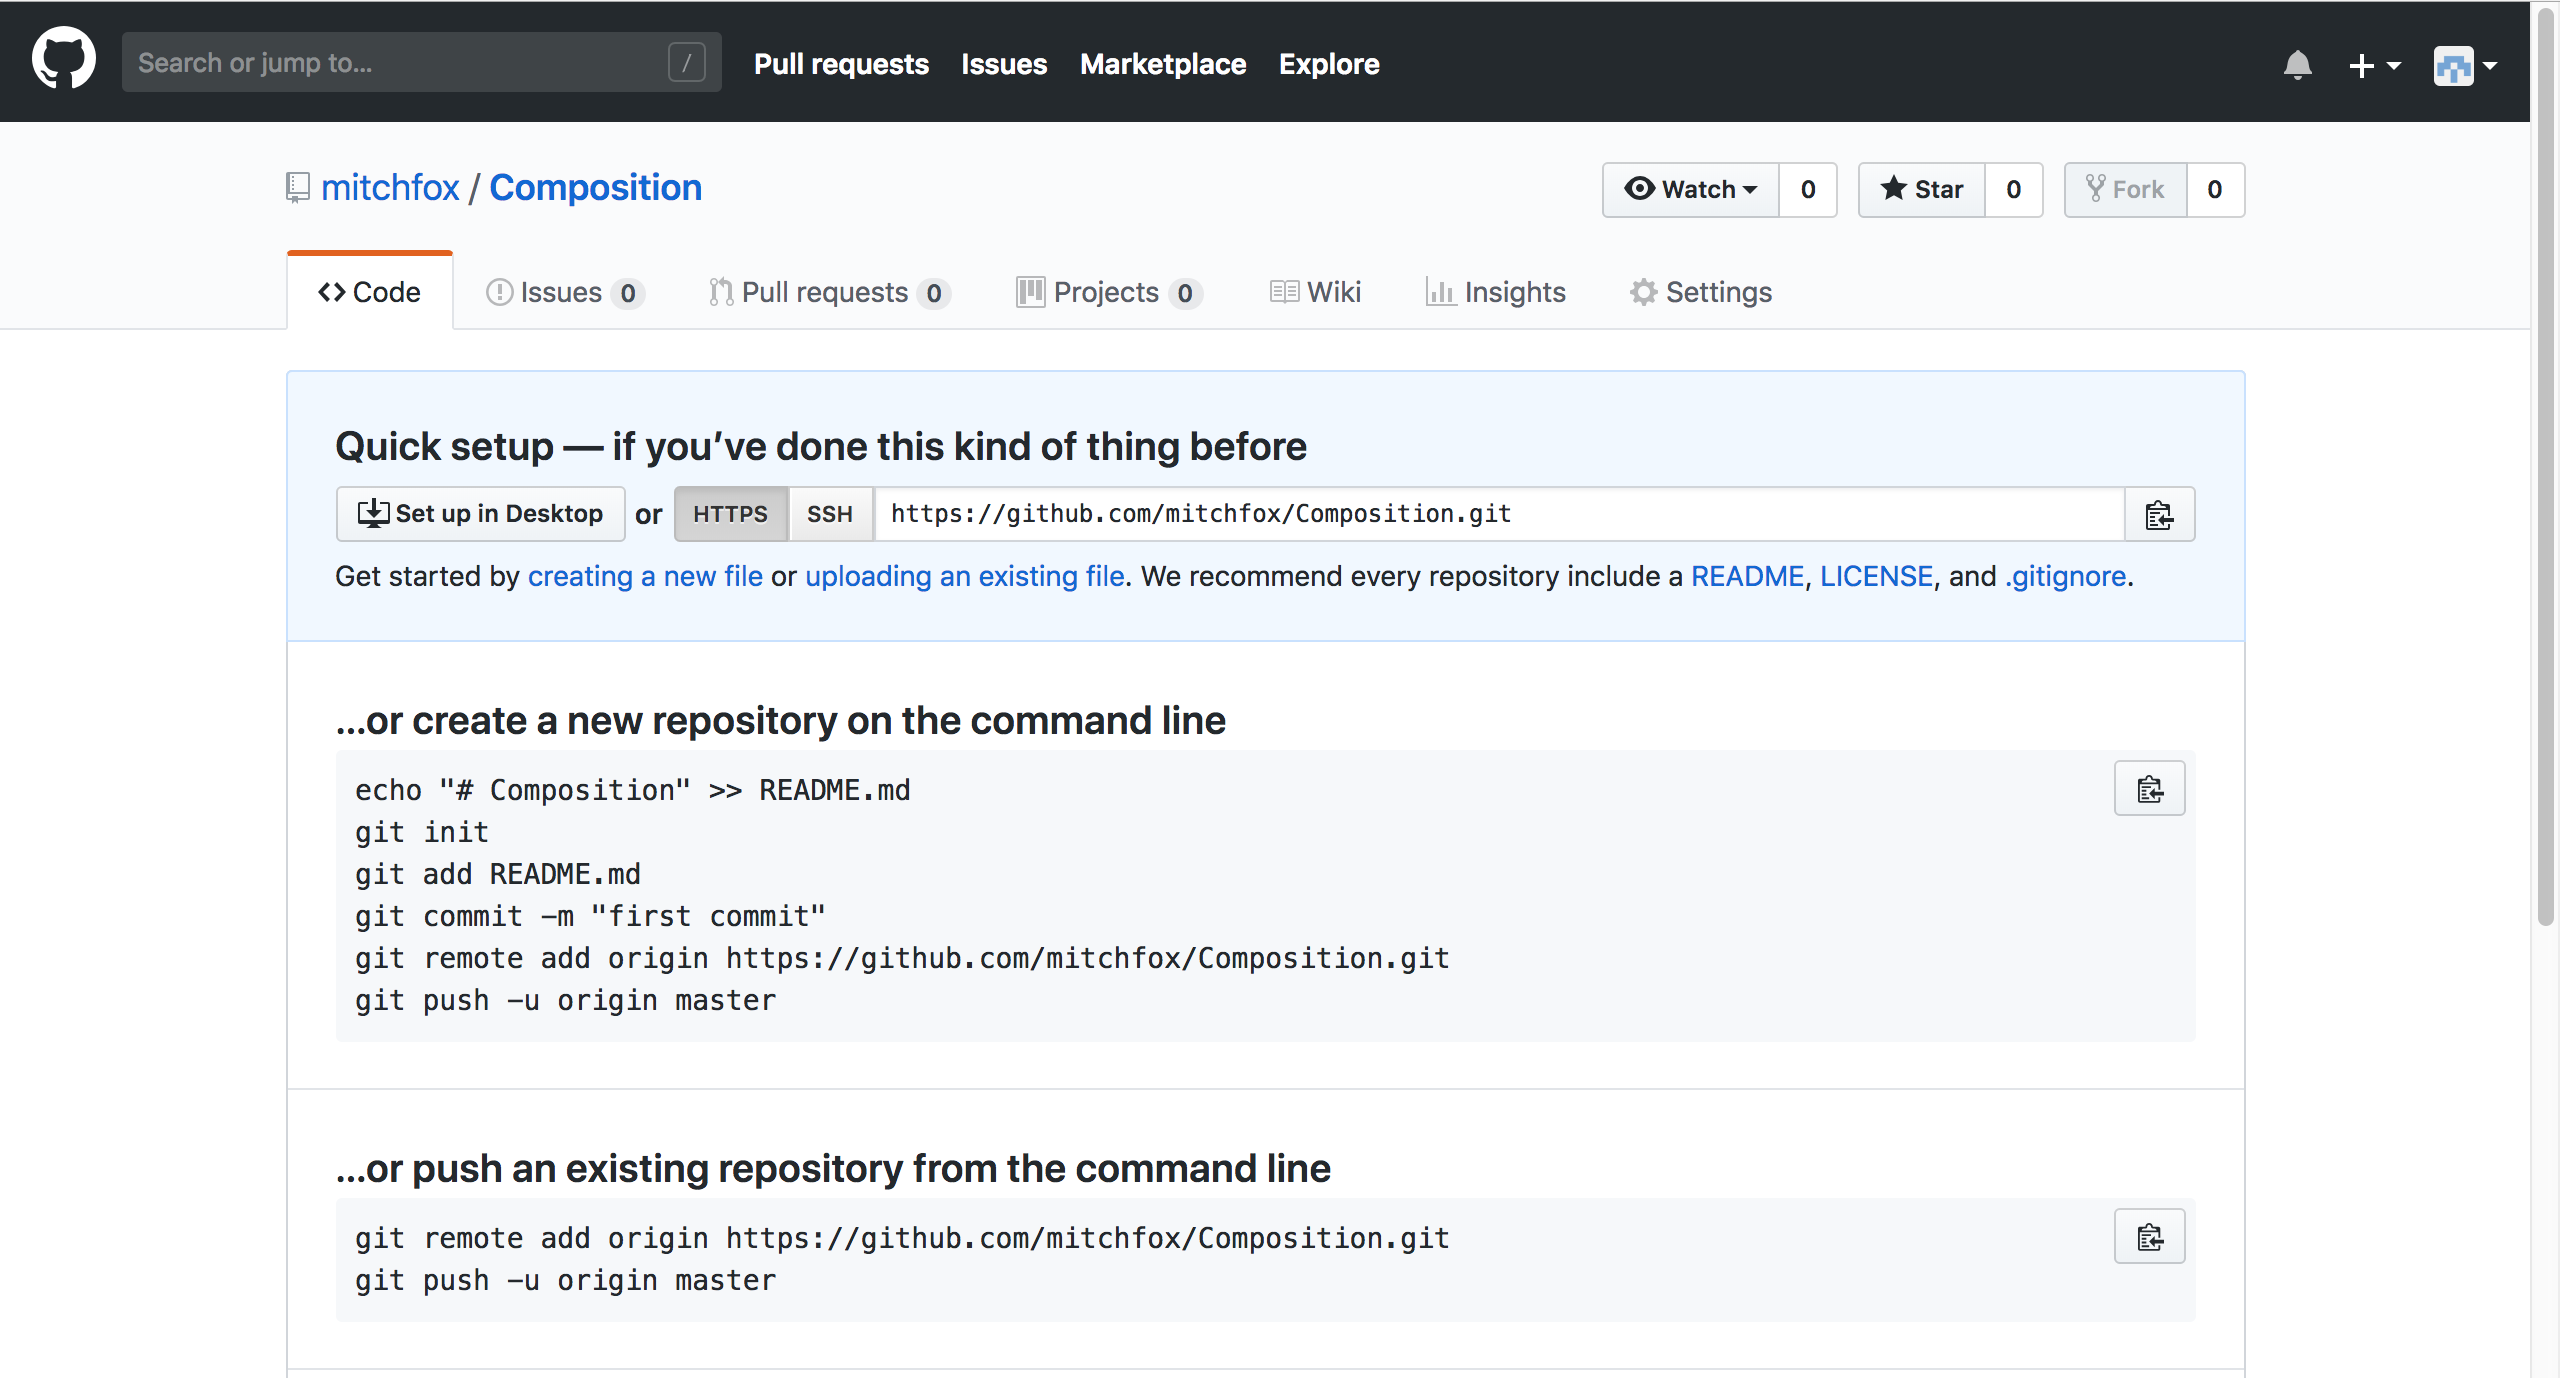 Search or jump to... /
Pull requests Issues Marketplace Explore
mitchfox / Composition
Watch 0 Star 0 Fork 0
Code Issues 0 Pull requests 0 Projects 0 Wiki Insights Settings
Quick setup — if you’ve done this kind of thing before
Set up in Desktop or HTTPS SSH https://github.com/mitchfox/Composition.git
Get started by creating a new file or uploading an existing file. We recommend every repository include a README, LICENSE, and .gitignore.
…or create a new repository on the command line
echo "# Composition" >> README.md
git init
git add README.md
git commit -m "first commit"
git remote add origin https://github.com/mitchfox/Composition.git
git push -u origin master
…or push an existing repository from the command line
git remote add origin https://github.com/mitchfox/Composition.git
git push -u origin master